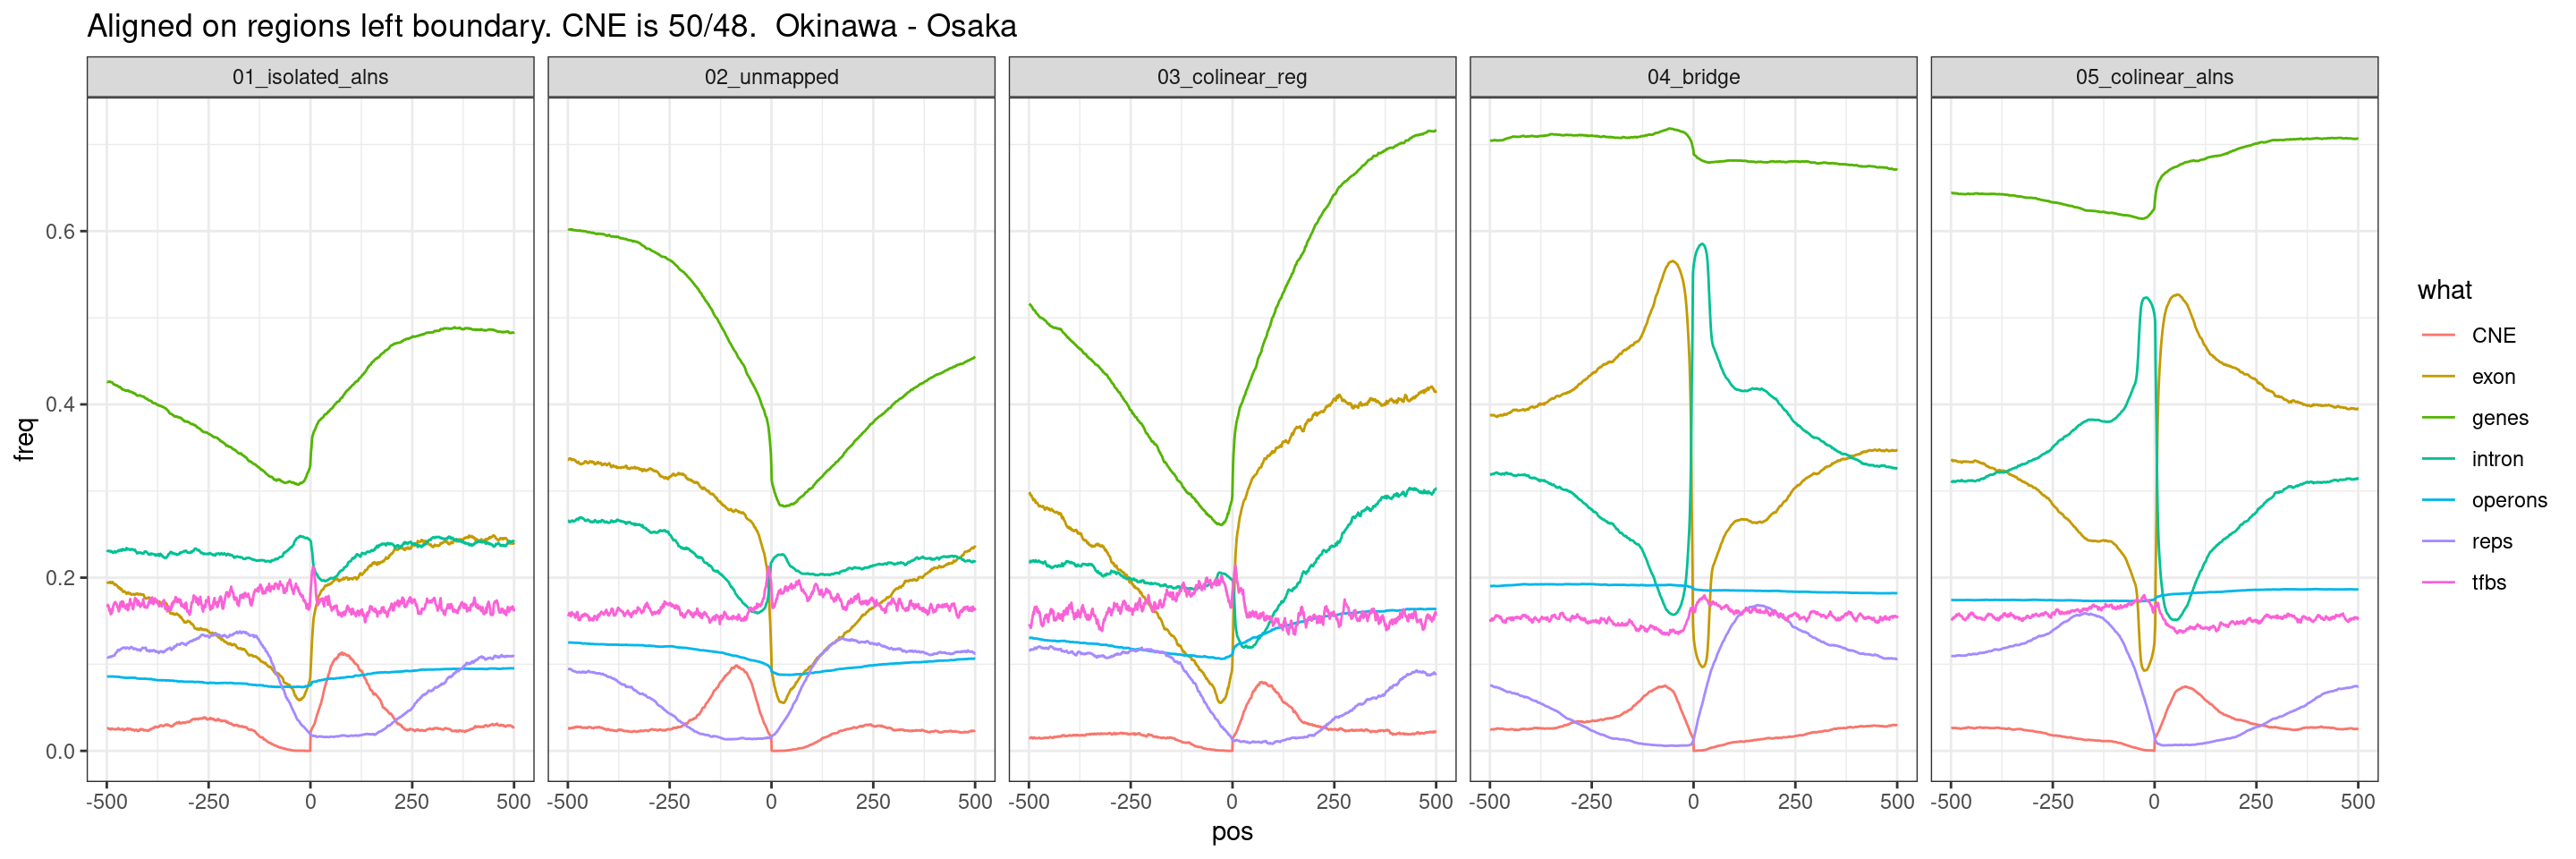 Aligned on regions left boundary. CNE is 50/48.  Okinawa - Osaka
01_isolated_alns 02_unmapped 03_colinear_reg 04_bridge 05_colinear_alns
freq
0.6
0.4
0.2
0.0
-500 -250 0 250 500 -500 -250 0 250 500 -500 -250 0 250 500 -500 -250 0 250 500 -500 -250 0 250 500
pos
what
CNE
exon
genes
intron
operons
reps
tfbs